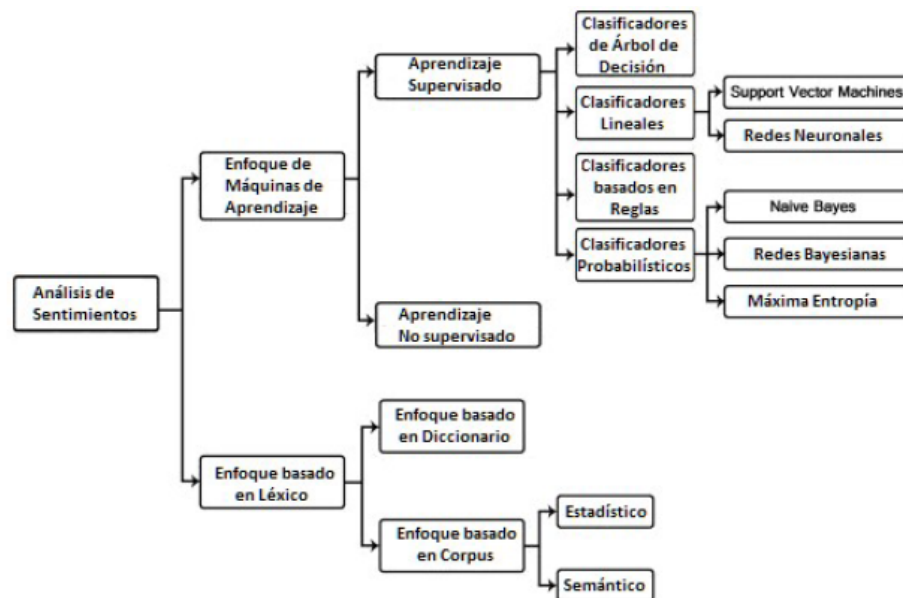 Clasificadores
de Árbol de
Decisión
Aprendizaje
Supervisado
Clasificadores
Lineales
Support Vector Machines
Redes Neuronales
Enfoque de
Máquinas de
Aprendizaje
Clasificadores
basados en
Reglas
Naive Bayes
Clasificadores
Probabilísticos
Redes Bayesianas
Máxima Entropía
Análisis de
Sentimientos
Aprendizaje
No supervisado
Enfoque basado
en Diccionario
Enfoque basado
en Léxico
Enfoque basado
en Corpus
Estadístico
Semántico